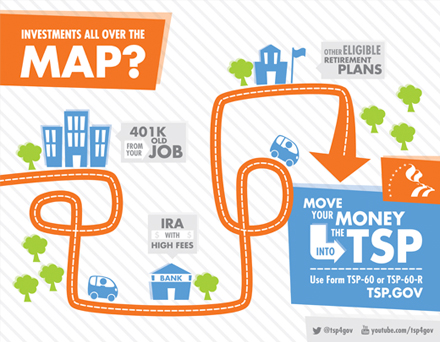 INVESTMENTS ALL OVER THE
MAP?
OTHER ELIGIBLE
RETIREMENT
PLANS
401K
FROM YOUR OLD JOB
IRA
WITH
HIGH FEES
BANK
MOVE
YOUR MONEY
INTO THE TSP
Use Form TSP-60 or TSP-60-R
TSP.GOV
@tsp4gov
youtube.com/tsp4gov